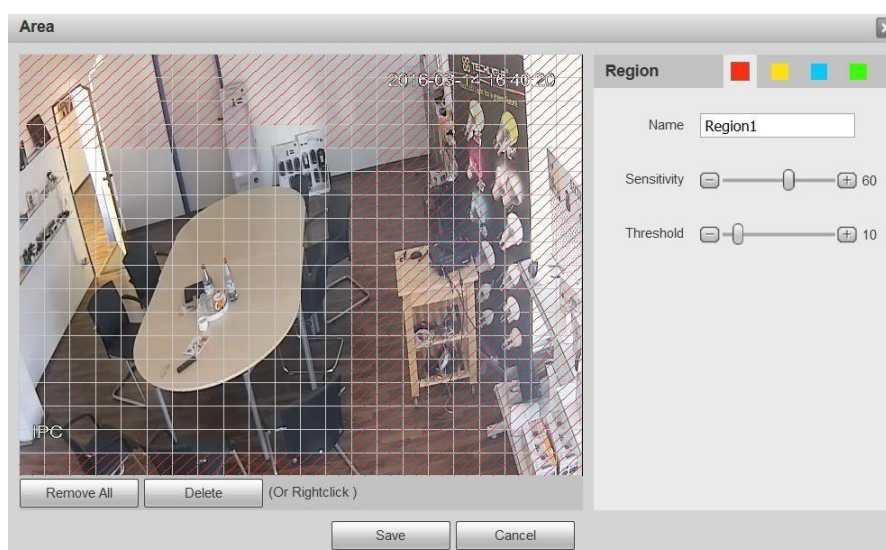 Area
2016-03-14 16:40:20
IPC
Region
Name Region1
Sensitivity 60
Threshold 10
Remove All Delete (Or Rightclick )
Save Cancel